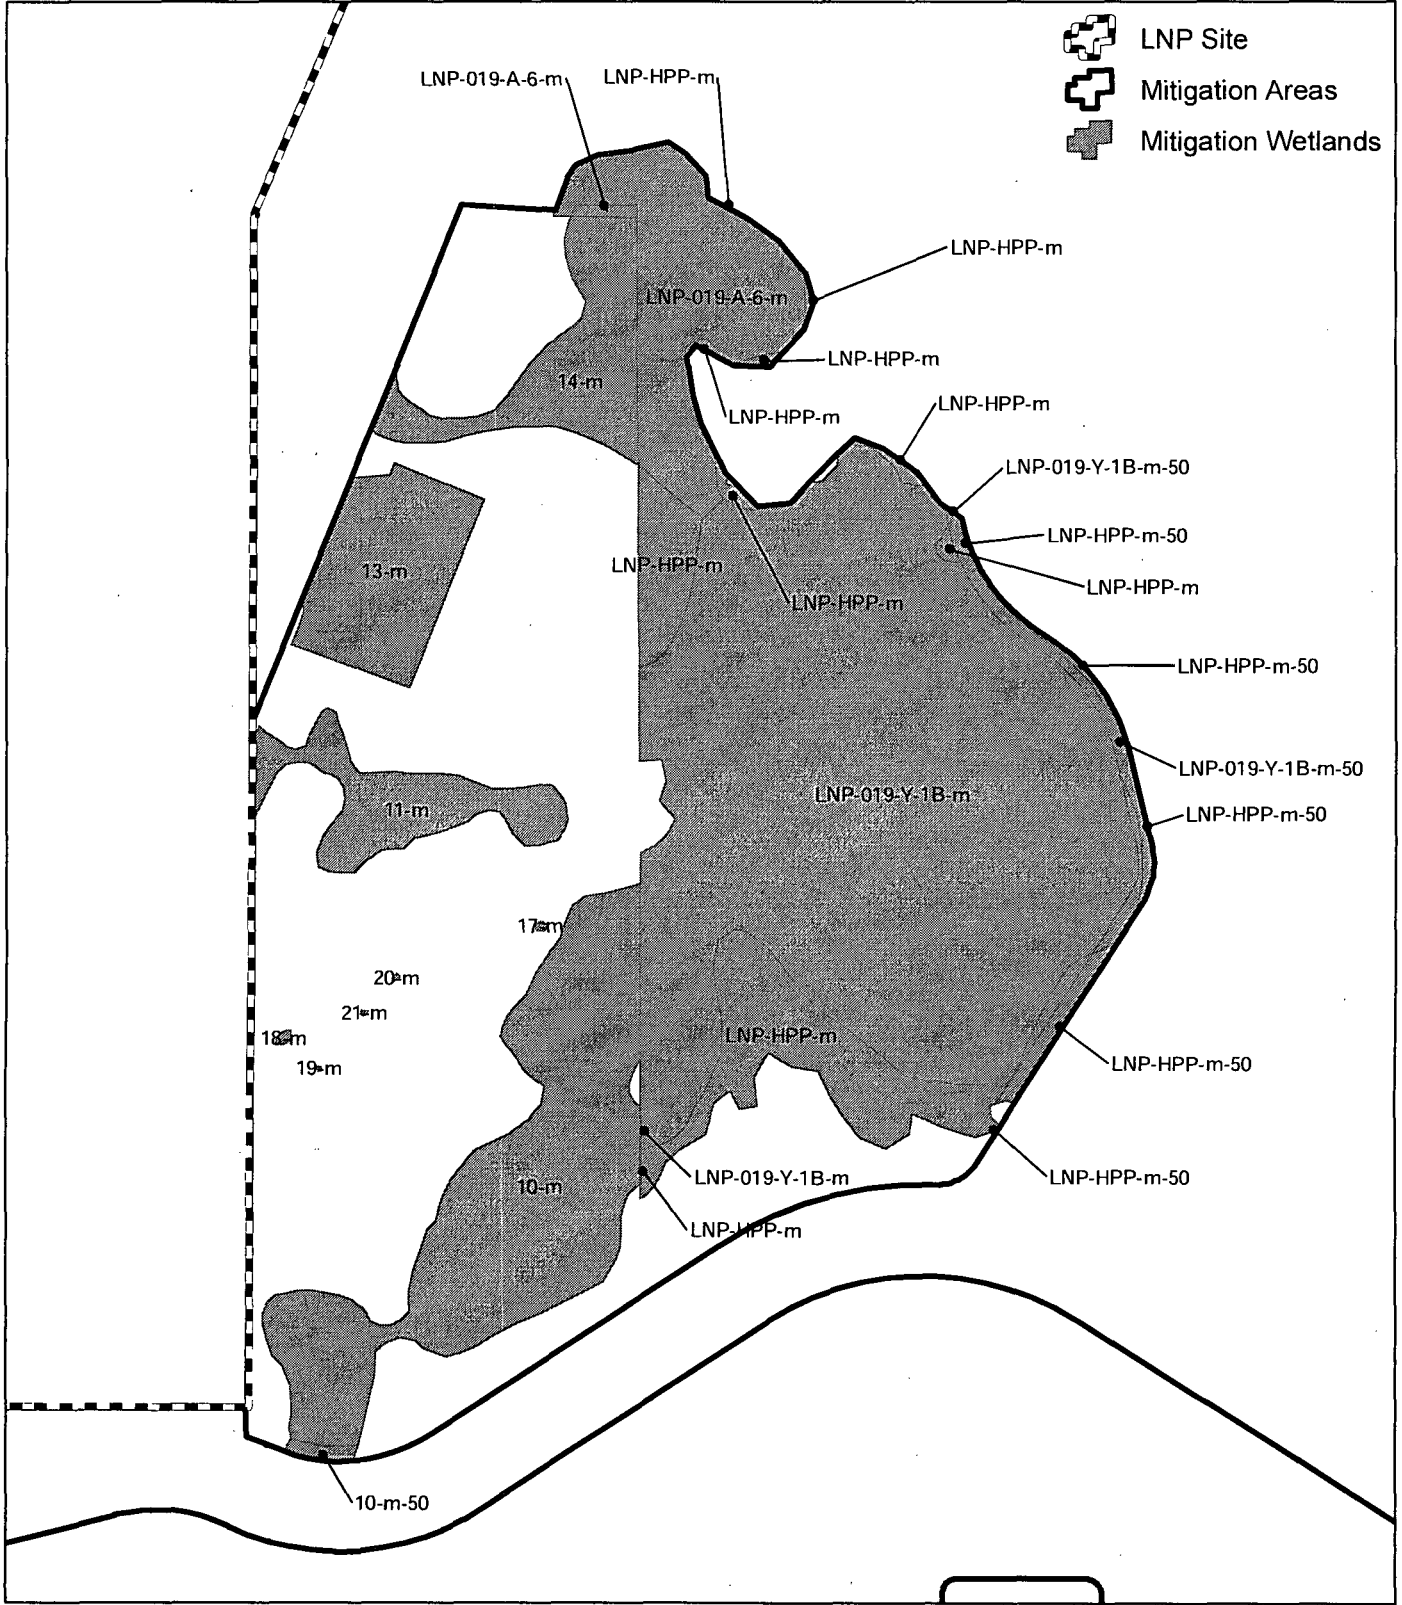 LNP Site
Mitigation Areas
Mitigation Wetlands
LNP-019-A-6-m
LNP-HPP-m
LNP-HPP-m
LNP-019-A-6-m
LNP-HPP-m
14-m
LNP-HPP-m
LNP-HPP-m
LNP-019-Y-1B-m-50
LNP-HPP-m-50
LNP-HPP-m
13-m
LNP-HPP-m
LNP-HPP-m
LNP-HPP-m-50
LNP-019-Y-1B-m-50
LNP-019-Y-1B-m
11-m
LNP-HPP-m-50
17-m
20-m
21-m
18-m
LNP-HPP-m
LNP-HPP-m-50
19-m
LNP-019-Y-1B-m
LNP-HPP-m-50
10-m
LNP-HPP-m
10-m-50